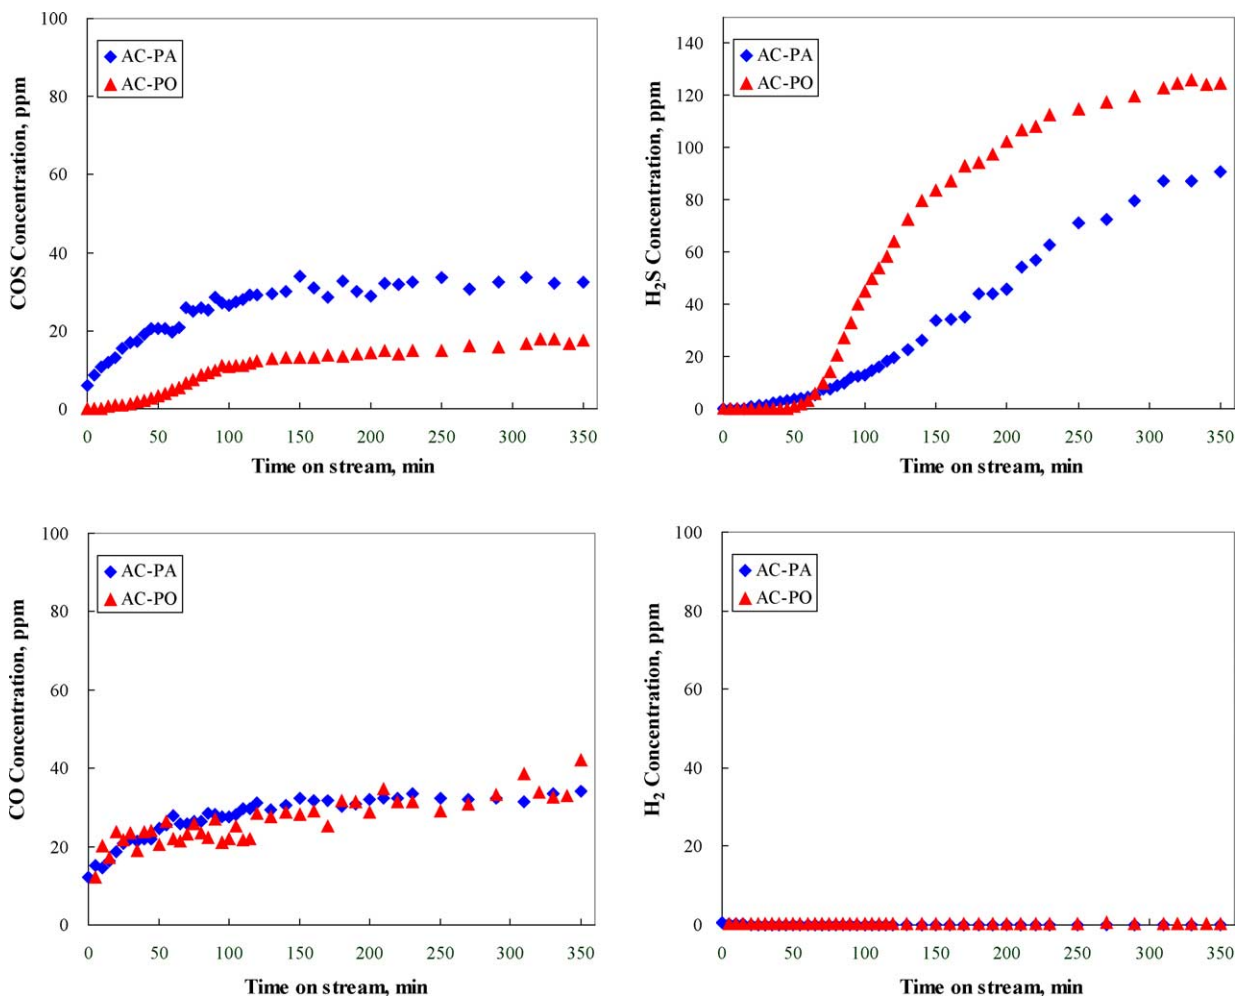 COS Concentration, ppm
100
80
60
40
20
0
AC-PA
AC-PO
0 50 100 150 200 250 300 350
Time on stream, min
H₂S Concentration, ppm
140
120
100
80
60
40
20
0
AC-PA
AC-PO
0 50 100 150 200 250 300 350
Time on stream, min
CO Concentration, ppm
100
80
60
40
20
0
AC-PA
AC-PO
0 50 100 150 200 250 300 350
Time on stream, min
H₂ Concentration, ppm
100
80
60
40
20
0
AC-PA
AC-PO
0 50 100 150 200 250 300 350
Time on stream, min